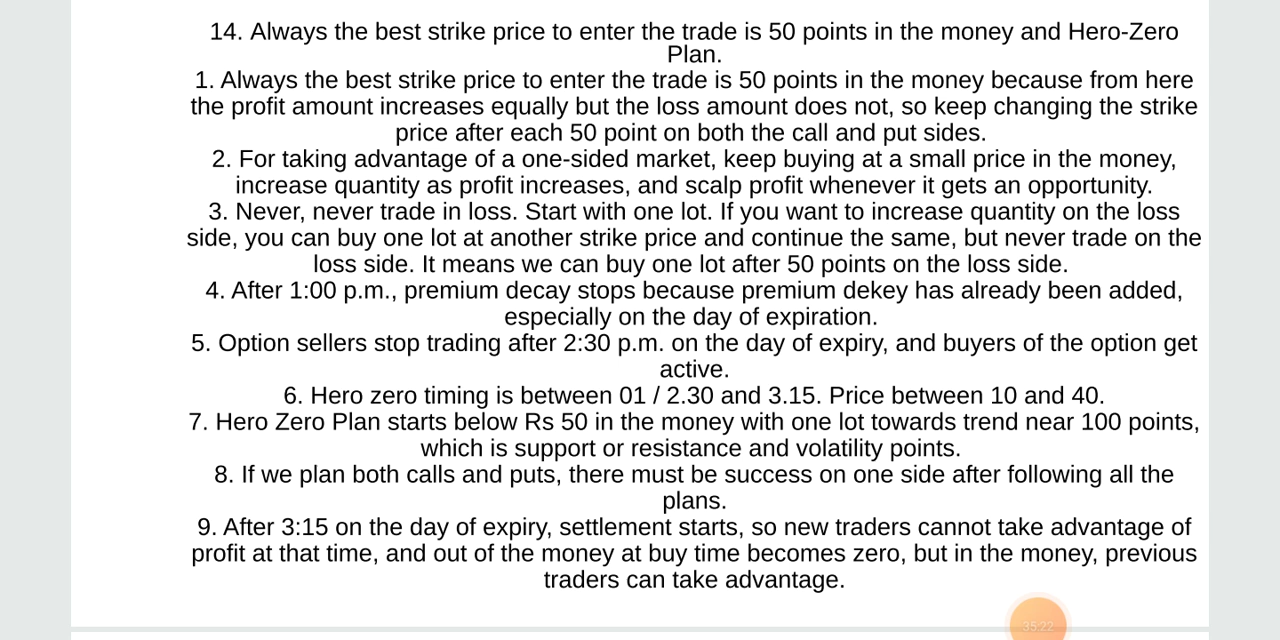 14. Always the best strike price to enter the trade is 50 points in the money and Hero-Zero
Plan.
1. Always the best strike price to enter the trade is 50 points in the money because from here
the profit amount increases equally but the loss amount does not, so keep changing the strike
price after each 50 point on both the call and put sides.
2. For taking advantage of a one-sided market, keep buying at a small price in the money,
increase quantity as profit increases, and scalp profit whenever it gets an opportunity.
3. Never, never trade in loss. Start with one lot. If you want to increase quantity on the loss
side, you can buy one lot at another strike price and continue the same, but never trade on the
loss side. It means we can buy one lot after 50 points on the loss side.
4. After 1:00 p.m., premium decay stops because premium dekey has already been added,
especially on the day of expiration.
5. Option sellers stop trading after 2:30 p.m. on the day of expiry, and buyers of the option get
active.
6. Hero zero timing is between 01 / 2.30 and 3.15. Price between 10 and 40.
7. Hero Zero Plan starts below Rs 50 in the money with one lot towards trend near 100 points,
which is support or resistance and volatility points.
8. If we plan both calls and puts, there must be success on one side after following all the
plans.
9. After 3:15 on the day of expiry, settlement starts, so new traders cannot take advantage of
profit at that time, and out of the money at buy time becomes zero, but in the money, previous
traders can take advantage.
35:22